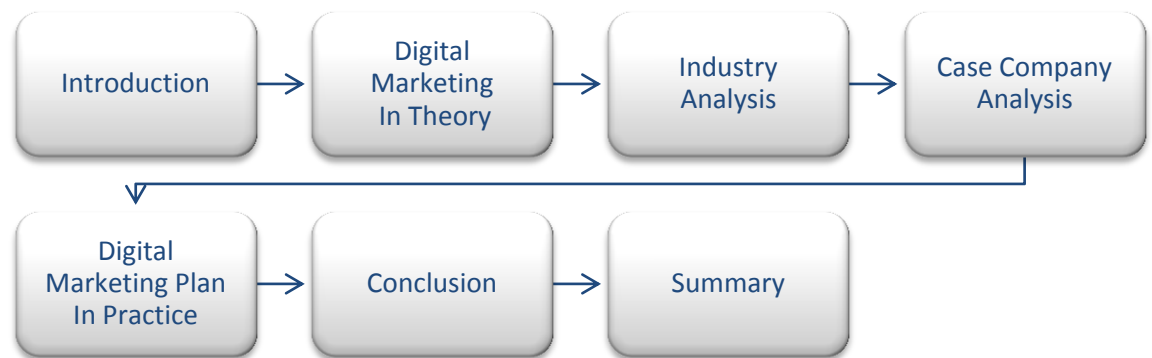 Introduction
Digital
Marketing
In Theory
Industry
Analysis
Case Company
Analysis
Digital
Marketing Plan
In Practice
Conclusion
Summary